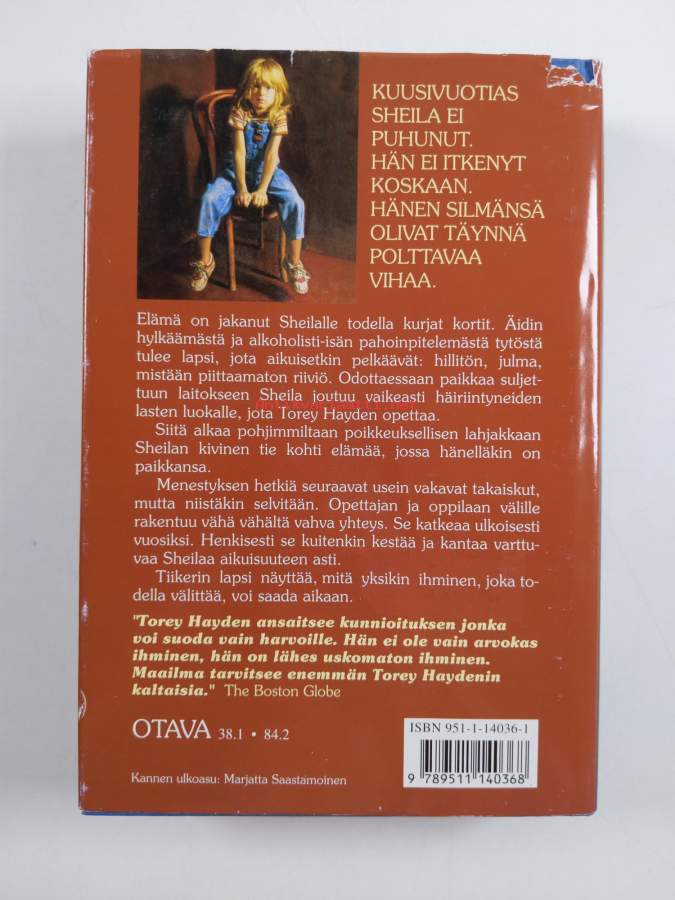 KUUSIVUOTIAS
SHEILA EI
PUHUNUT.
HÄN EI ITKENYT
KOSKAAN.
HÄNEN SILMÄNSÄ
OLIVAT TÄYNNÄ
POLTTAVAA
VIHAA.
Elämä on jakanut Sheilalle todella kurjat kortit. Äidin
hylkäämästä ja alkoholisti-isän pahoinpitelemästä tytöstä
tulee lapsi, jota aikuisetkin pelkäävät: hillitön, julma,
mistään piittaamaton riiviö. Odottaessaan paikkaa suljet-
tuun laitokseen Sheila joutuu vaikeasti häiriintyneiden
lasten luokalle, jota Torey Hayden opettaa.
Siitä alkaa pohjimmiltaan poikkeuksellisen lahjakkaan
Sheilan kivinen tie kohti elämää, jossa hänelläkin on
paikkansa.
Menestyksen hetkiä seuraavat usein vakavat takaiskut,
mutta niistäkin selvitään. Opettajan ja oppilaan välille
rakentuu vähä vähältä vahva yhteys. Se katkeaa ulkoisesti
vuosiksi. Henkisesti se kuitenkin kestää ja kantaa varttu-
vaa Sheilaa aikuisuuteen asti.
Tiikerin lapsi näyttää, mitä yksikin ihminen, joka to-
della välittää, voi saada aikaan.
"Torey Hayden ansaitsee kunnioituksen jonka
voi suoda vain harvoille. Hän ei ole vain arvokas
ihminen, hän on lähes uskomaton ihminen.
Maailma tarvitsee enemmän Torey Haydenin
kaltaisia." The Boston Globe
OTAVA 38.1 • 84.2
ISBN 951-1-14036-1
9 789511 140368
Kannen ulkoasu: Marjatta Saastamoinen